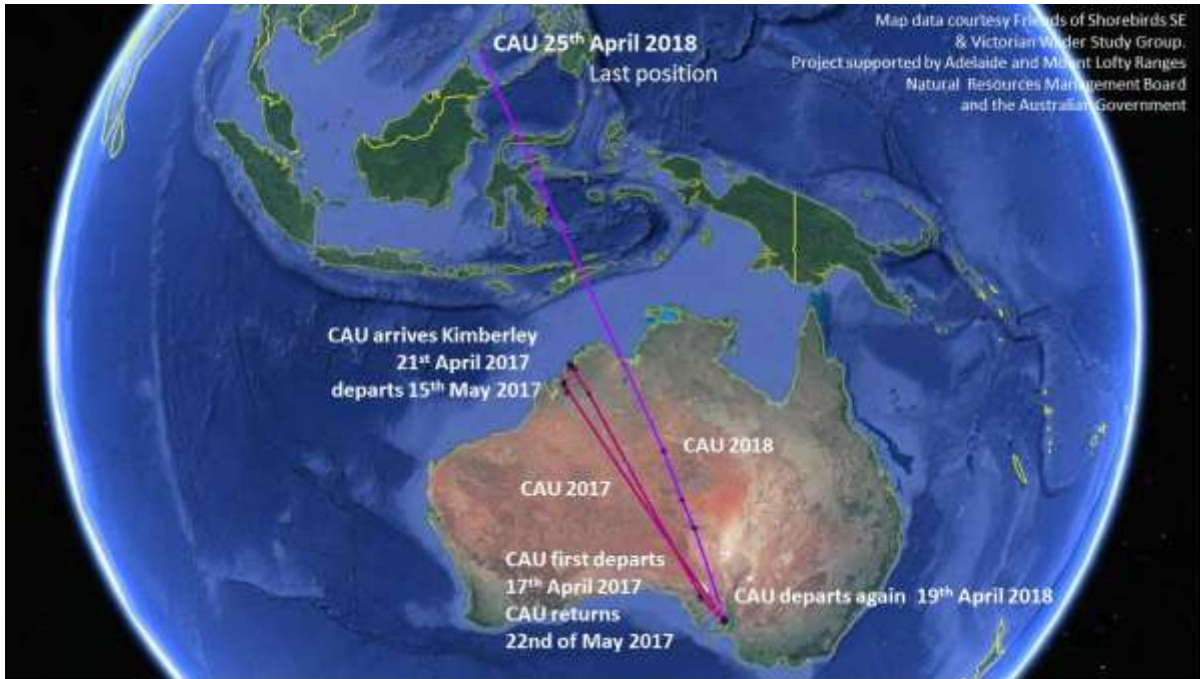 Map data courtesy Friends of Shorebirds SE
& Victorian Wader Study Group.
Project supported by Adelaide and Mount Lofty Ranges
Natural Resources Management Board
and the Australian Government
CAU 25th April 2018
Last position
CAU arrives Kimberley
21st April 2017
departs 15th May 2017
CAU 2018
CAU 2017
CAU first departs
17th April 2017
CAU returns
22nd of May 2017
CAU departs again 19th April 2018